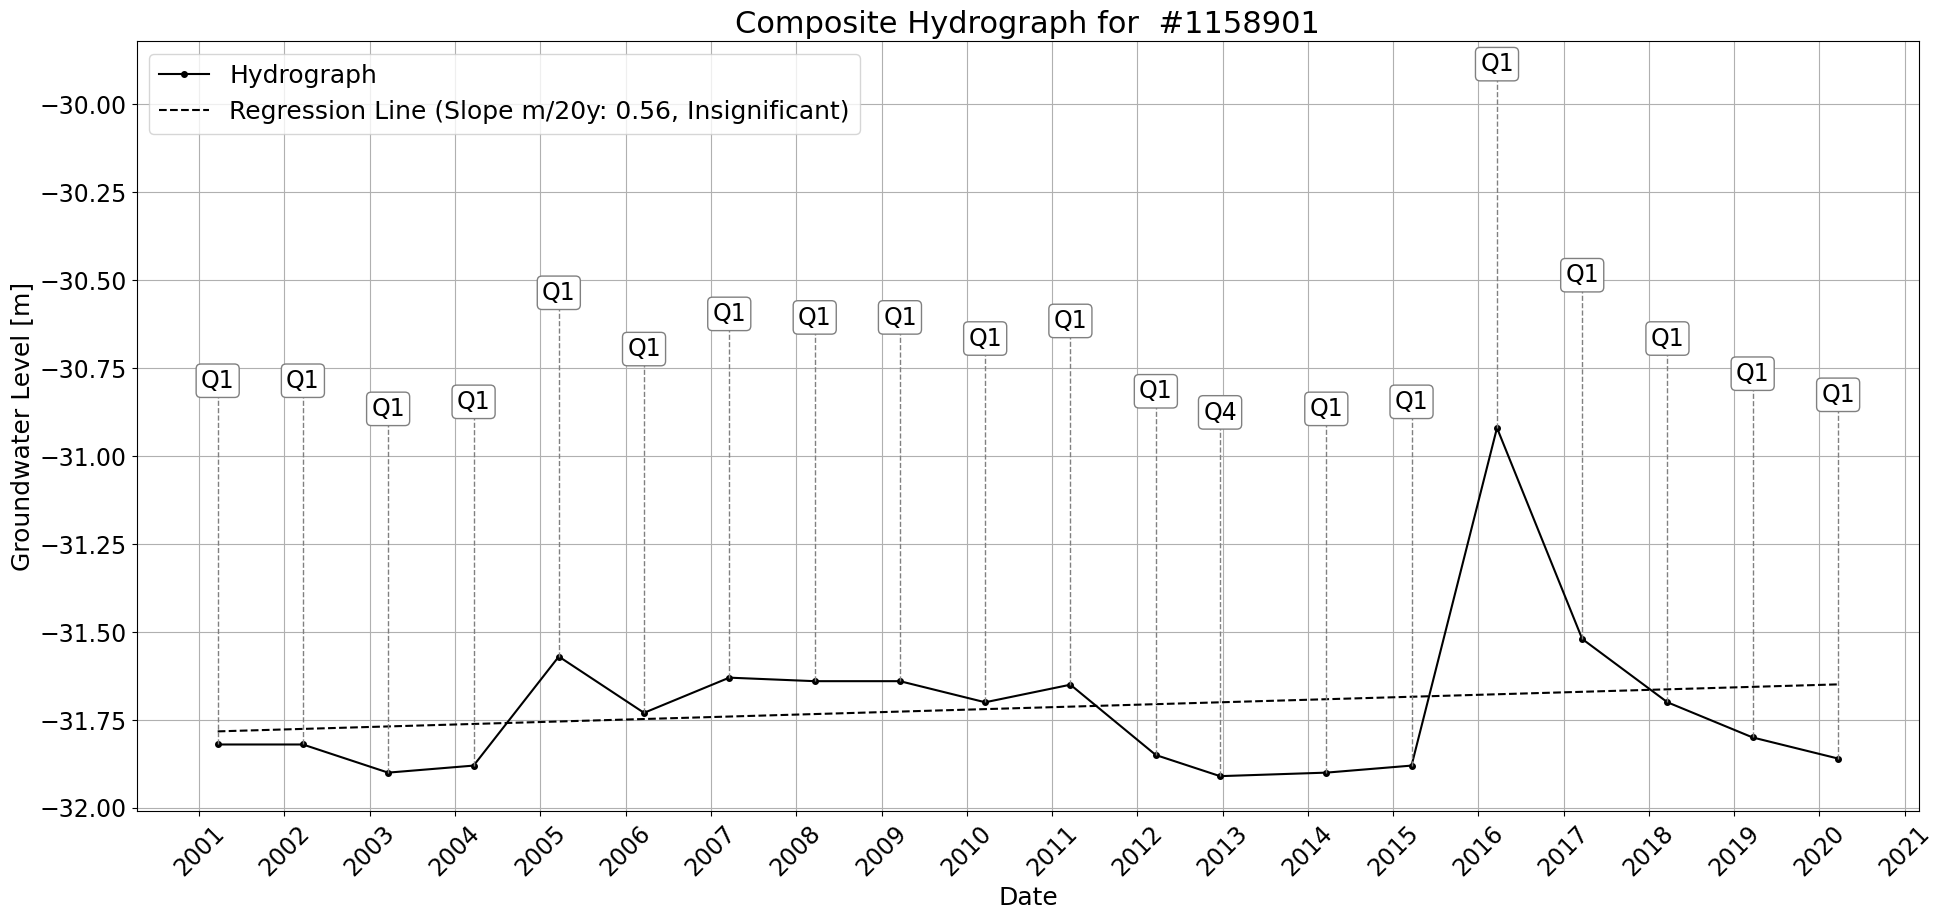 Composite Hydrograph for  #1158901
Hydrograph
Regression Line (Slope m/20y: 0.56, Insignificant)
Groundwater Level [m]
−30.00
−30.25
−30.50
−30.75
−31.00
−31.25
−31.50
−31.75
−32.00
Q1
Q1
Q1
Q1
Q1
Q1
Q1
Q1
Q1
Q1
Q1
Q1
Q4
Q1
Q1
Q1
Q1
Q1
Q1
Q1
2001
2002
2003
2004
2005
2006
2007
2008
2009
2010
2011
2012
2013
2014
2015
2016
2017
2018
2019
2020
2021
Date